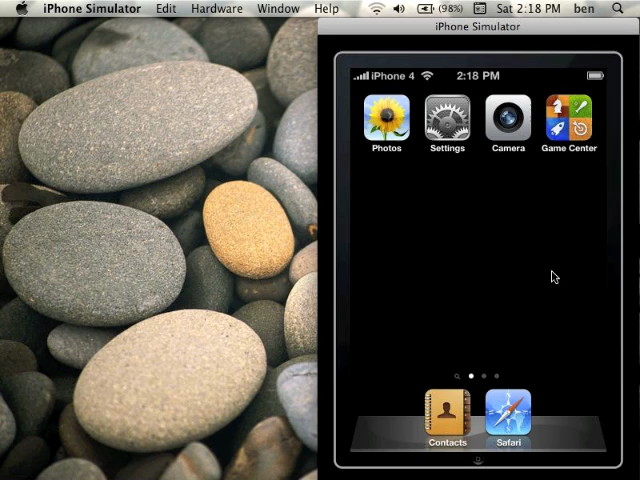 iPhone Simulator Edit Hardware Window Help (98%) Sat 2:18 PM ben
iPhone Simulator
iPhone 4 2:18 PM
Photos Settings Camera Game Center
Contacts Safari